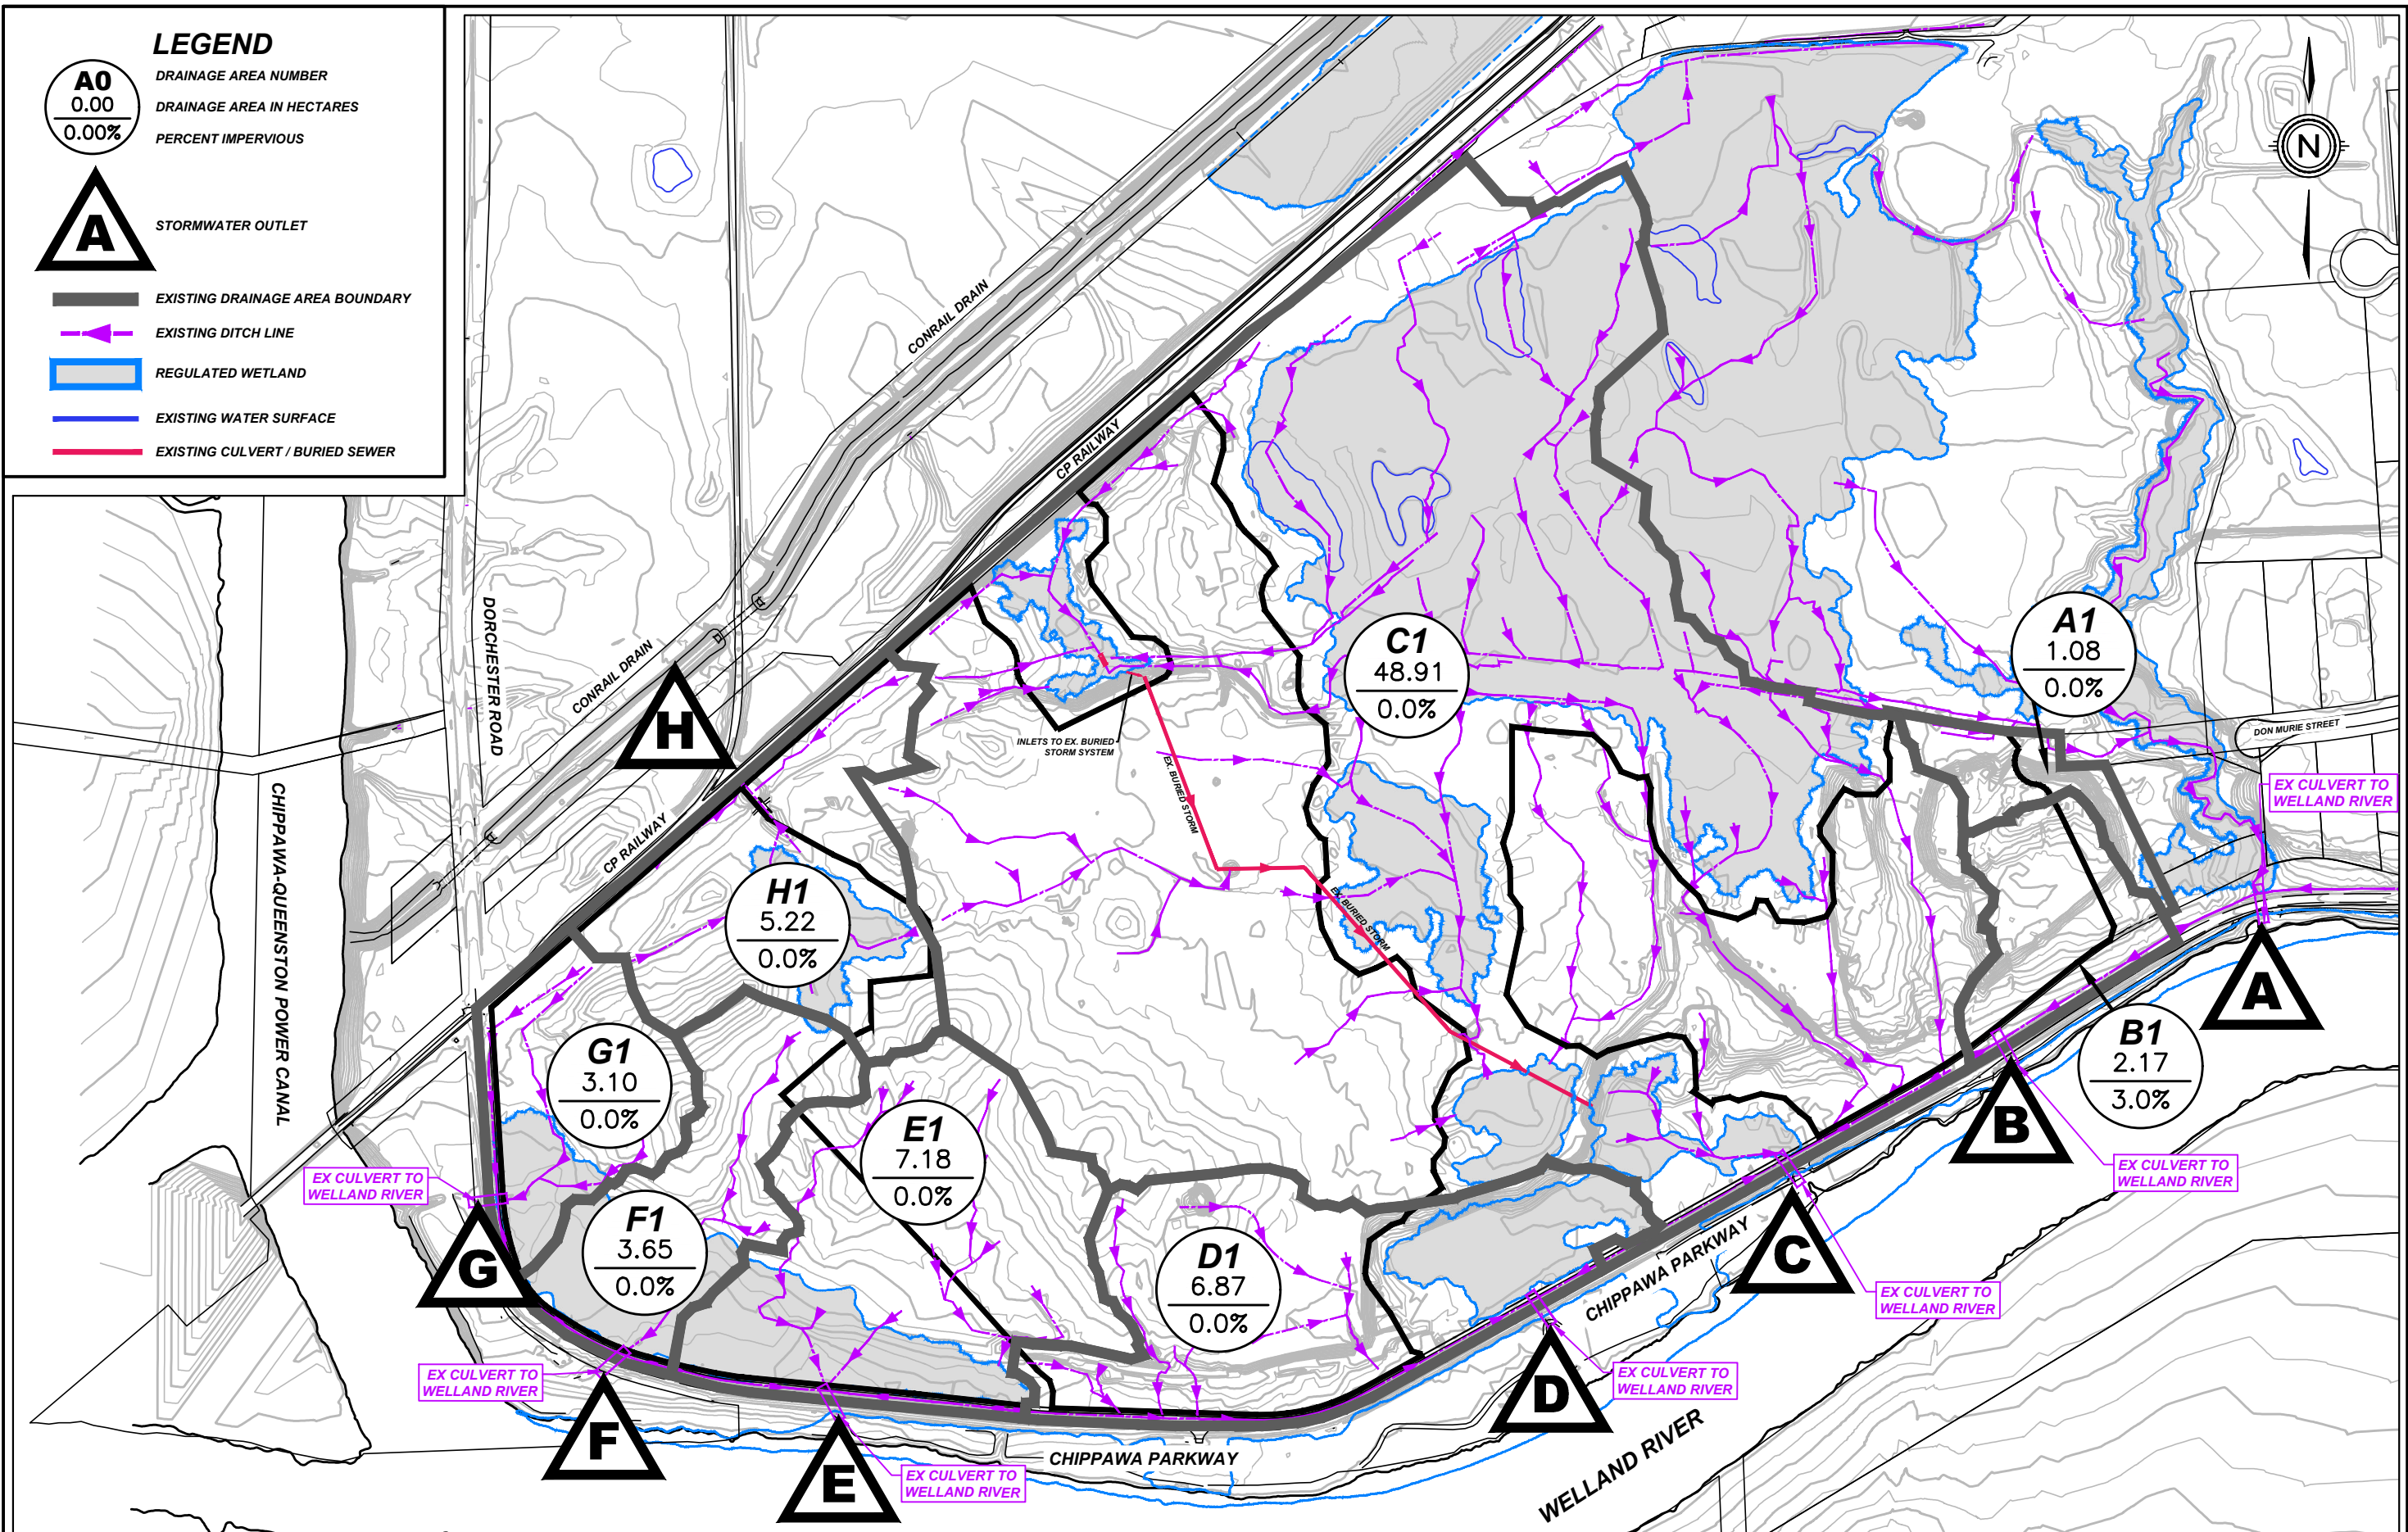 LEGEND
A0
0.00
0.00%
DRAINAGE AREA NUMBER
DRAINAGE AREA IN HECTARES
PERCENT IMPERVIOUS
A
STORMWATER OUTLET
EXISTING DRAINAGE AREA BOUNDARY
EXISTING DITCH LINE
REGULATED WETLAND
EXISTING WATER SURFACE
EXISTING CULVERT / BURIED SEWER
N
CONRAIL DRAIN
CP RAILWAY
DORCHESTER ROAD
CONRAIL DRAIN
H
CP RAILWAY
CHIPPAWA-QUEENSTON POWER CANAL
INLETS TO EX. BURIED
STORM SYSTEM
EX. BURIED STORM
EX. BURIED STORM
C1
48.91
0.0%
A1
1.08
0.0%
DON MURIE STREET
EX CULVERT TO
WELLAND RIVER
H1
5.22
0.0%
A
G1
3.10
0.0%
B1
2.17
3.0%
B
EX CULVERT TO
WELLAND RIVER
E1
7.18
0.0%
EX CULVERT TO
WELLAND RIVER
G
F1
3.65
0.0%
D1
6.87
0.0%
C
CHIPPAWA PARKWAY
EX CULVERT TO
WELLAND RIVER
EX CULVERT TO
WELLAND RIVER
F
D
EX CULVERT TO
WELLAND RIVER
E
CHIPPAWA PARKWAY
EX CULVERT TO
WELLAND RIVER
WELLAND RIVER